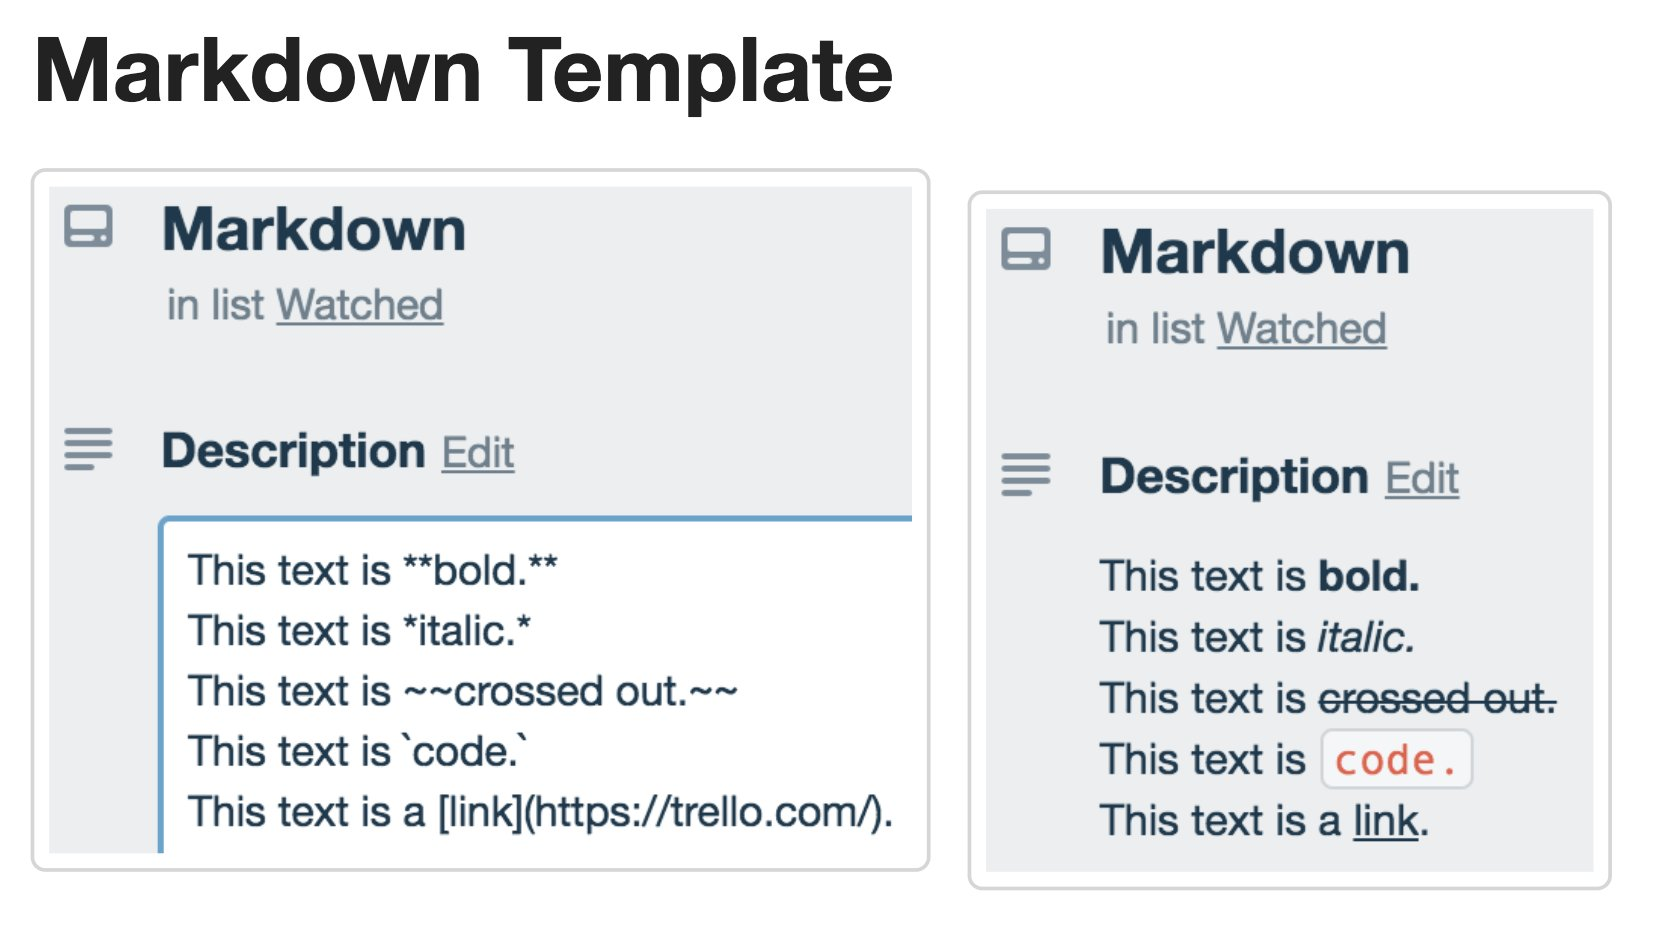 Markdown Template
Markdown
in list Watched
Description Edit
This text is **bold.**
This text is *italic.*
This text is ~~crossed out.~~
This text is `code.`
This text is a [link](https://trello.com/).
Markdown
in list Watched
Description Edit
This text is bold.
This text is italic.
This text is crossed out.
This text is code.
This text is a link.